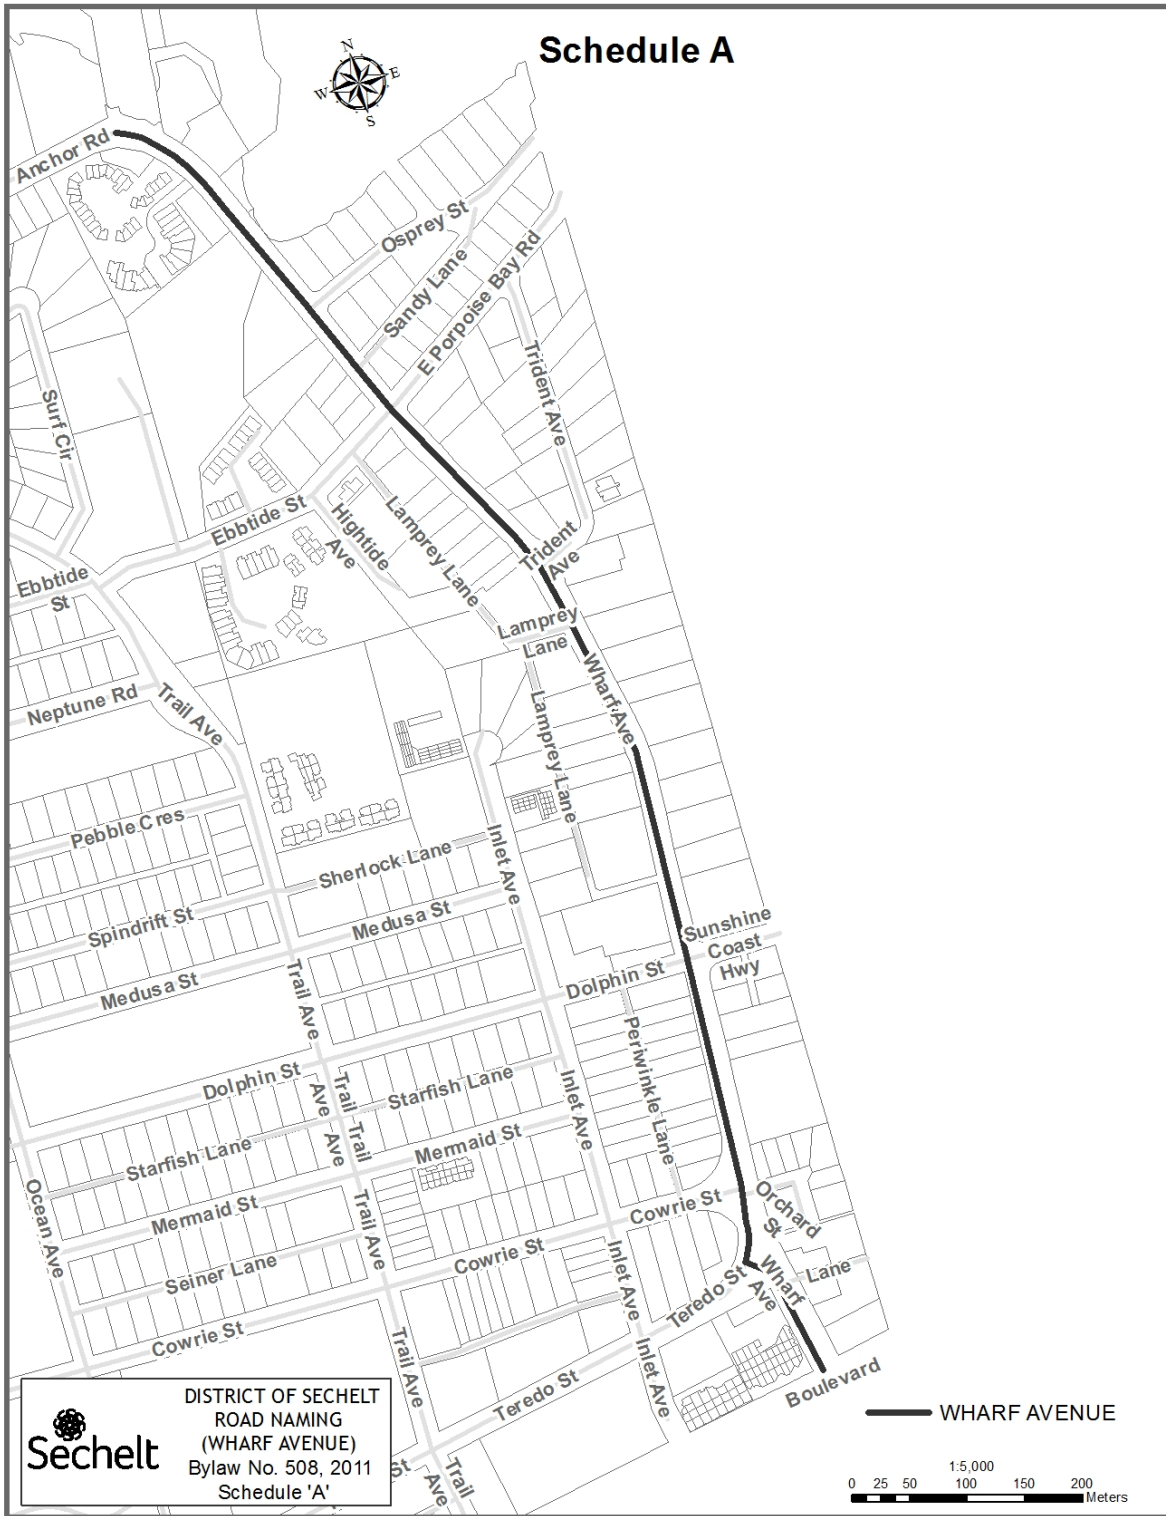 Schedule A
N
E
W
S
Anchor Rd
Osprey St
Sandy Lane
E Porpoise Bay Rd
Trident Ave
Surf Cir
Ebbtide St
Hightide
Ave
Lamprey Lane
Trident
Ave
Ebbtide
St
Lamprey
Lane
Wharf Ave
Neptune Rd
Trail Ave
Lamprey Lane
Pebble Cres
Inlet Ave
Sherlock Lane
Spindrift St
Medusa St
Sunshine
Coast
Hwy
Medusa St
Trail Ave
Dolphin St
Periwinkle Lane
Dolphin St
Trail
Ave
Starfish Lane
Inlet Ave
Trail
Ave
Mermaid St
Starfish Lane
Ocean Ave
Mermaid St
Trail Ave
Cowrie St
Orchard
St
Seiner Lane
Cowrie St
Inlet Ave
Teredo St
Wharf
Ave
Lane
Cowrie St
Trail Ave
Inlet Ave
Teredo St
Boulevard
St
Trail
Ave
Sechelt
DISTRICT OF SECHELT
ROAD NAMING
(WHARF AVENUE)
Bylaw No. 508, 2011
Schedule 'A'
WHARF AVENUE
1:5,000
0 25 50 100 150 200
Meters